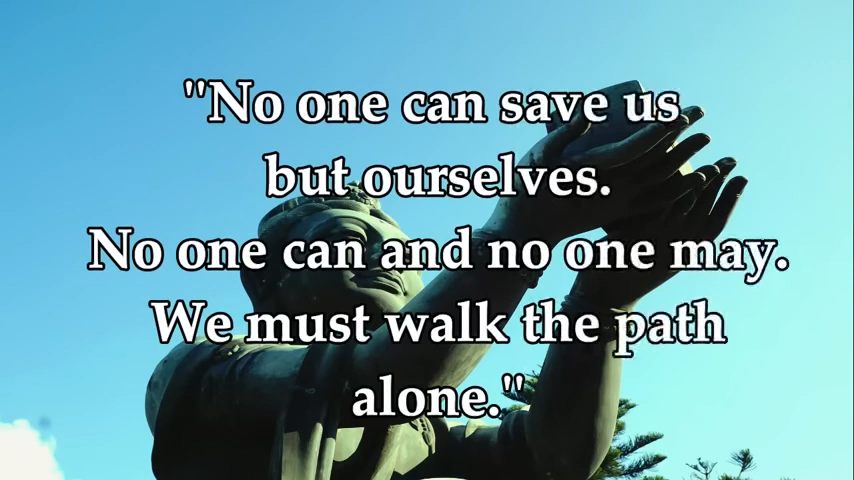 "No one can save us
but ourselves.
No one can and no one may.
We must walk the path
alone."